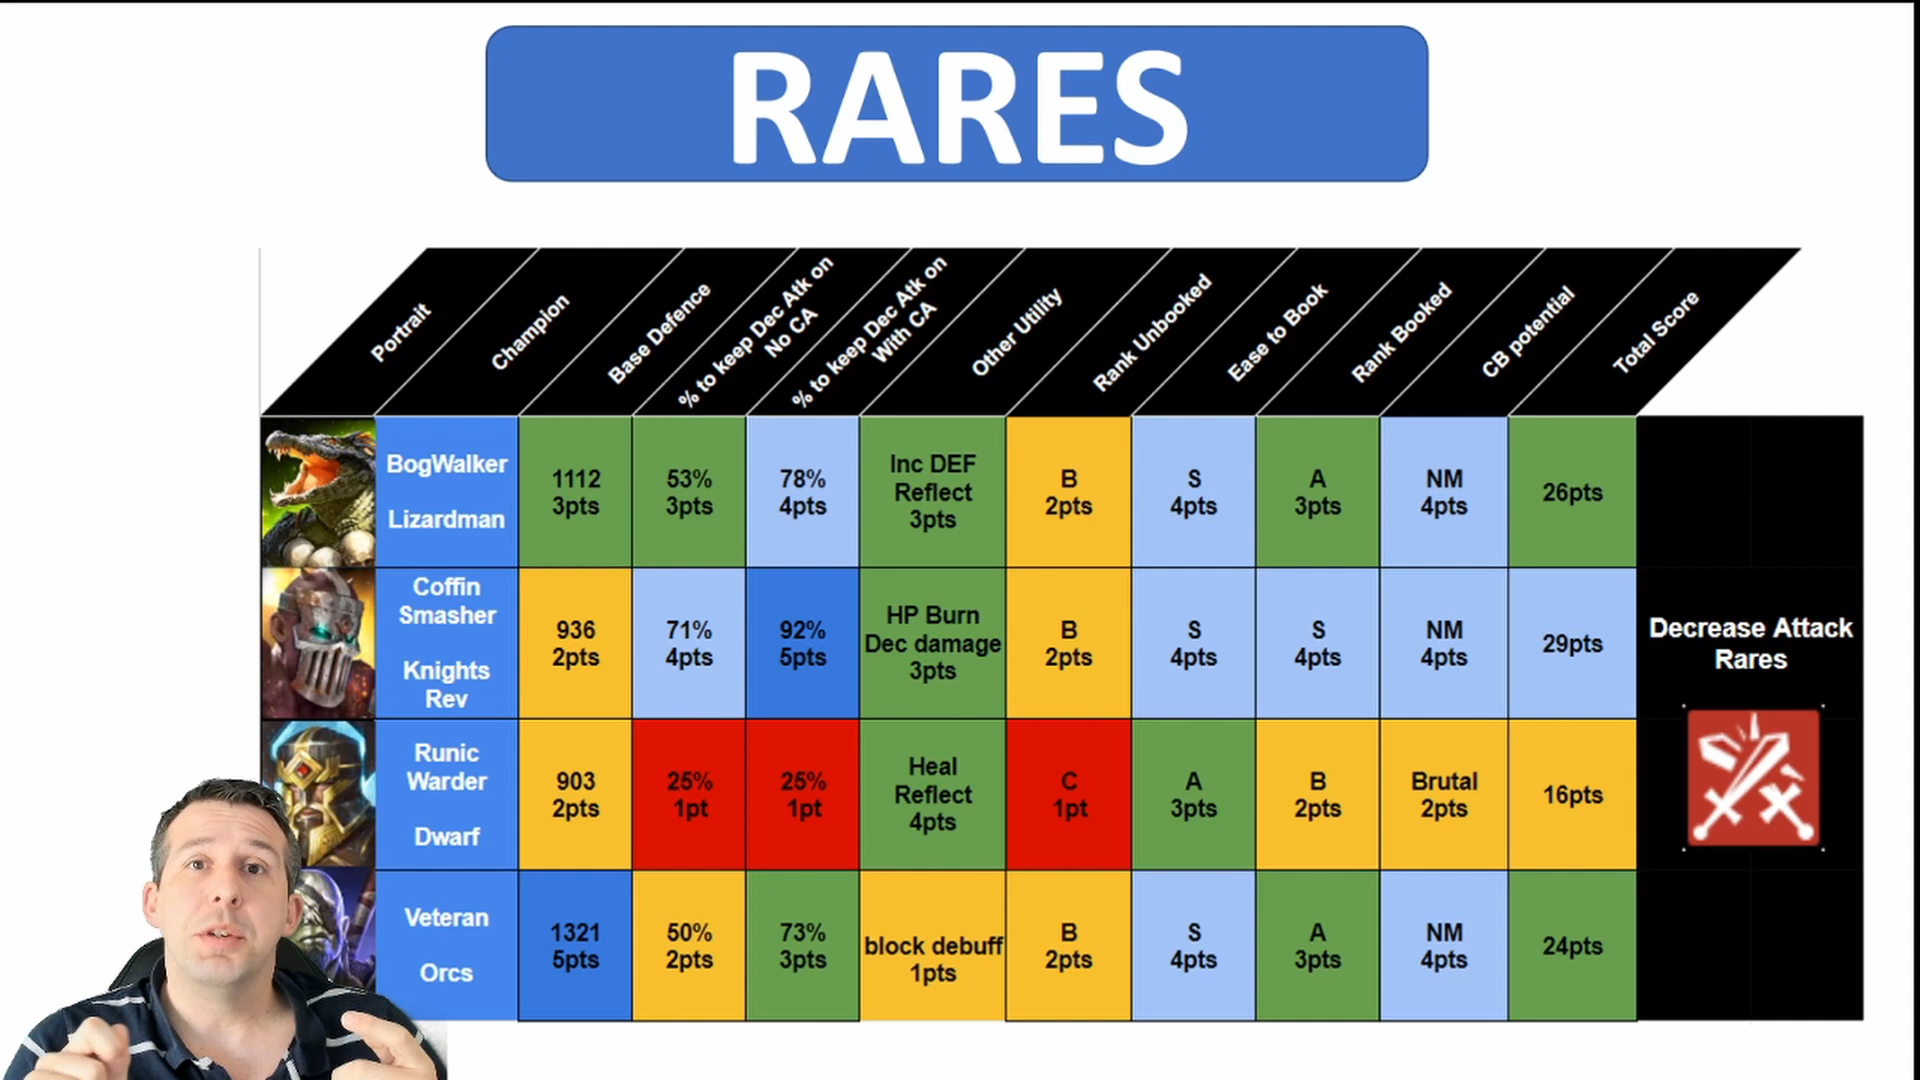 RARES
Portrait
Champion
Base Defence
% to keep Dec Atk on
No CA
% to keep Dec Atk on
With CA
Other Utility
Rank Unbooked
Ease to Book
Rank Booked
CB potential
Total Score
BogWalker
Lizardman
1112
3pts
53%
3pts
78%
4pts
Inc DEF
Reflect
3pts
B
2pts
S
4pts
A
3pts
NM
4pts
26pts
Coffin
Smasher
Knights
Rev
936
2pts
71%
4pts
92%
5pts
HP Burn
Dec damage
3pts
B
2pts
S
4pts
S
4pts
NM
4pts
29pts
Decrease Attack
Rares
Runic
Warder
Dwarf
903
2pts
25%
1pt
25%
1pt
Heal
Reflect
4pts
C
1pt
A
3pts
B
2pts
Brutal
2pts
16pts
Veteran
Orcs
1321
5pts
50%
2pts
73%
3pts
block debuff
1pts
B
2pts
S
4pts
A
3pts
NM
4pts
24pts